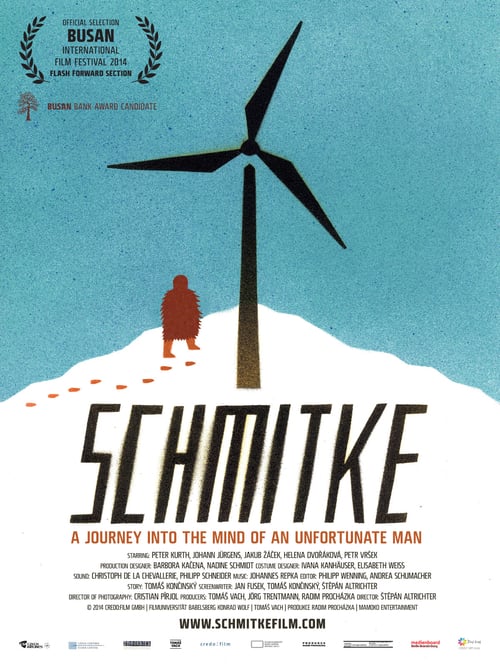 OFFICIAL SELECTION
BUSAN
INTERNATIONAL
FILM FESTIVAL 2014
FLASH FORWARD SECTION
BUSAN BANK AWARD CANDIDATE
SCHMITKE
A JOURNEY INTO THE MIND OF AN UNFORTUNATE MAN
STARRING: PETER KURTH, JOHANN JÜRGENS, JAKUB ŽÁČEK, HELENA DVOŘÁKOVÁ, PETR VRŠEK
PRODUCTION DESIGNER: BARBORA KAČENA, NADINE SCHMIDT COSTUME DESIGNER: IVANA KANHÄUSER, ELISABETH WEISS
SOUND: CHRISTOPH DE LA CHEVALLERIE, PHILIPP SCHNEIDER MUSIC: JOHANNES REPKA EDITOR: PHILIPP WENNING, ANDREA SCHUMACHER
STORY: TOMÁŠ KONČINSKÝ SCREENWRITER: JAN FUSEK, TOMÁŠ KONČINSKÝ, ŠTĚPÁN ALTRICHTER
DIRECTOR OF PHOTOGRAPHY: CRISTIAN PÎRJOL PRODUCERS: TOMÁŠ VACH, JÖRG TRENTMANN, RADIM PROCHÁZKA DIRECTOR: ŠTĚPÁN ALTRICHTER
© 2014 CREDO:FILM GMBH | FILMUNIVERSITÄT BABELSBERG KONRAD WOLF | TOMÁŠ VACH | PRODUKCE RADIM PROCHÁZKA | MAMOKO ENTERTAINMENT
WWW.SCHMITKEFILM.COM
credo:film
medienboard